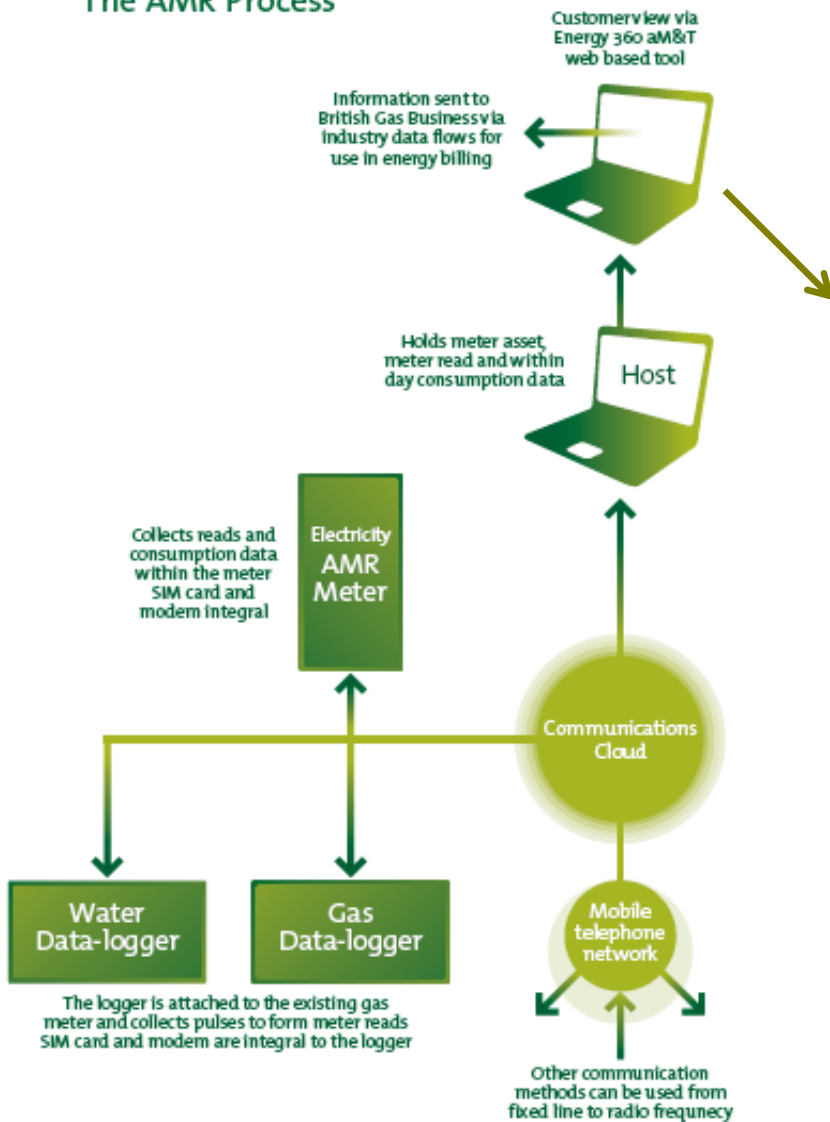 The AMR Process
Customerview via
Energy 360 aM&T
web based tool
Information sent to
British Gas Business via
industry data flows for
use in energy billing
Holds meter asset,
meter read and within
day consumption data
Host
Collects reads and
consumption data
within the meter
SIM card and
modem integral
Electricity
AMR
Meter
Communications
Cloud
Water
Data-logger
Gas
Data-logger
Mobile
telephone
network
The logger is attached to the existing gas
meter and collects pulses to form meter reads
SIM card and modem are integral to the logger
Other communication
methods can be used from
fixed line to radio frequnecy